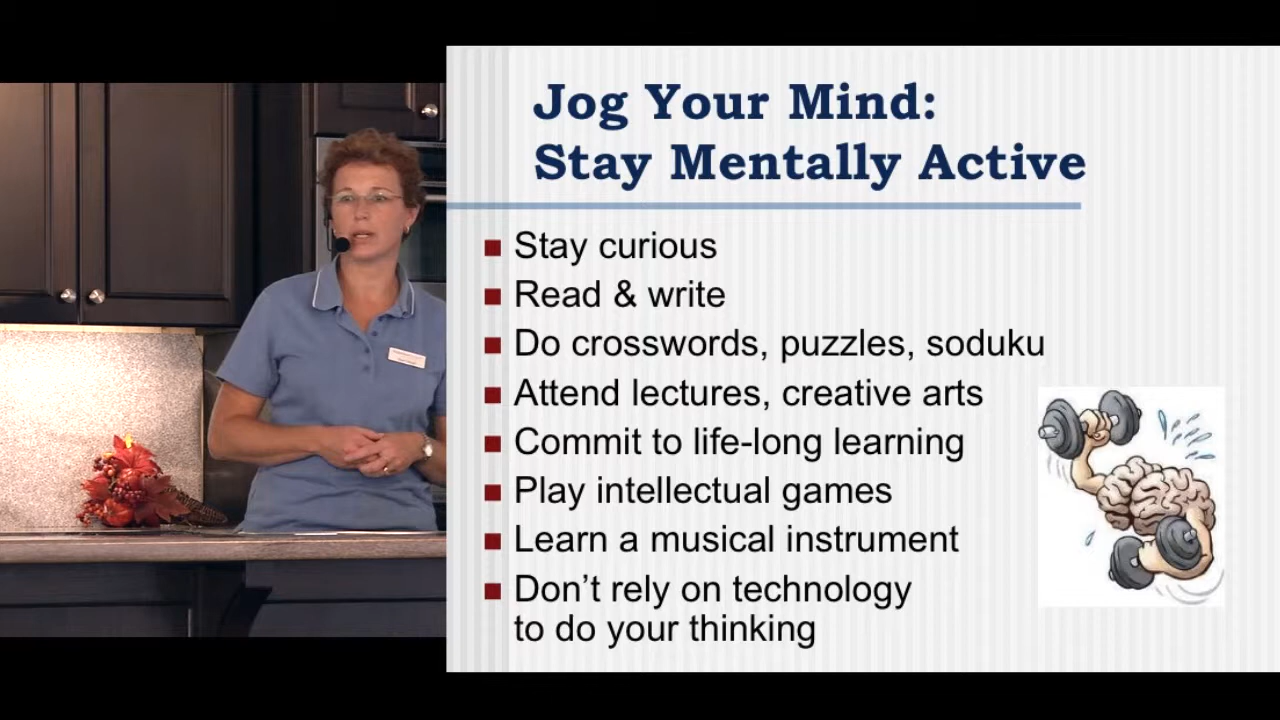 Jog Your Mind:
Stay Mentally Active
Stay curious
Read & write
Do crosswords, puzzles, soduku
Attend lectures, creative arts
Commit to life-long learning
Play intellectual games
Learn a musical instrument
Don't rely on technology
to do your thinking